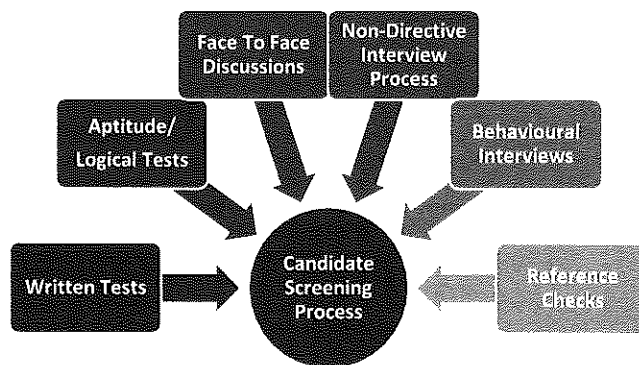 Face To Face
Discussions
Non-Directive
Interview
Process
Aptitude/
Logical Tests
Behavioural
Interviews
Written Tests
Candidate
Screening
Process
Reference
Checks